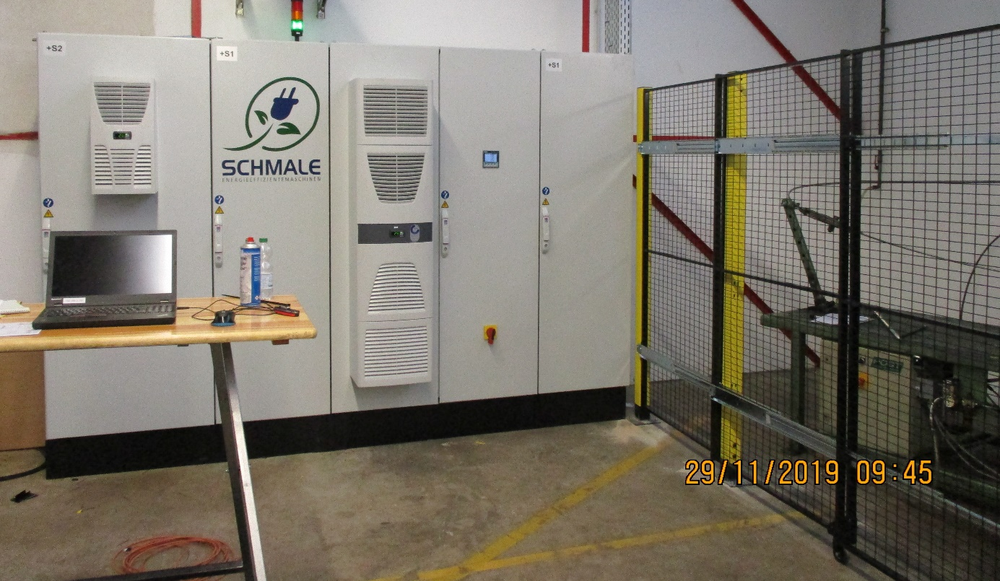 +S2
+S1
+S1
SCHMALE
ENERGIEEFFIZIENTEMASCHINEN
29/11/2019 09:45